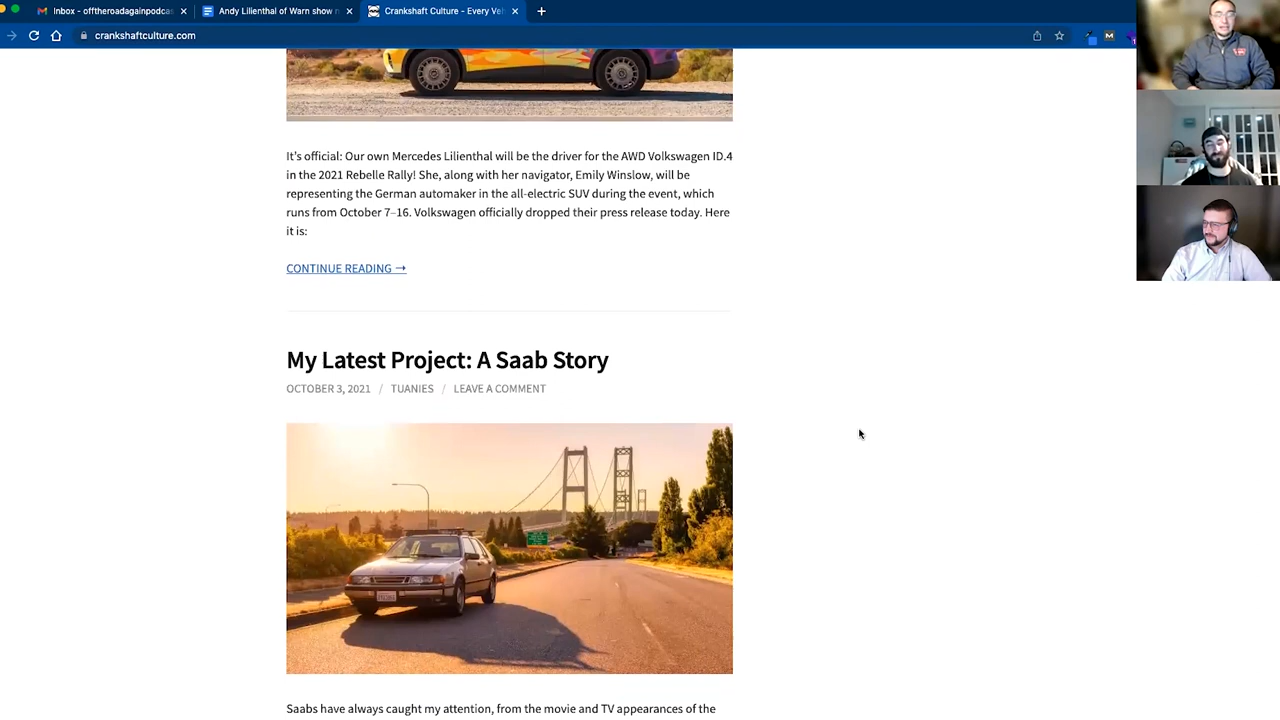 Inbox - offtheroadagainpodcas
Andy Lilienthal of Warn show n
Crankshaft Culture - Every Veh
crankshaftculture.com
It's official: Our own Mercedes Lilienthal will be the driver for the AWD Volkswagen ID.4
in the 2021 Rebelle Rally! She, along with her navigator, Emily Winslow, will be
representing the German automaker in the all-electric SUV during the event, which
runs from October 7–16. Volkswagen officially dropped their press release today. Here
it is:
CONTINUE READING →
My Latest Project: A Saab Story
OCTOBER 3, 2021 / TUANIES / LEAVE A COMMENT
Saabs have always caught my attention, from the movie and TV appearances of the